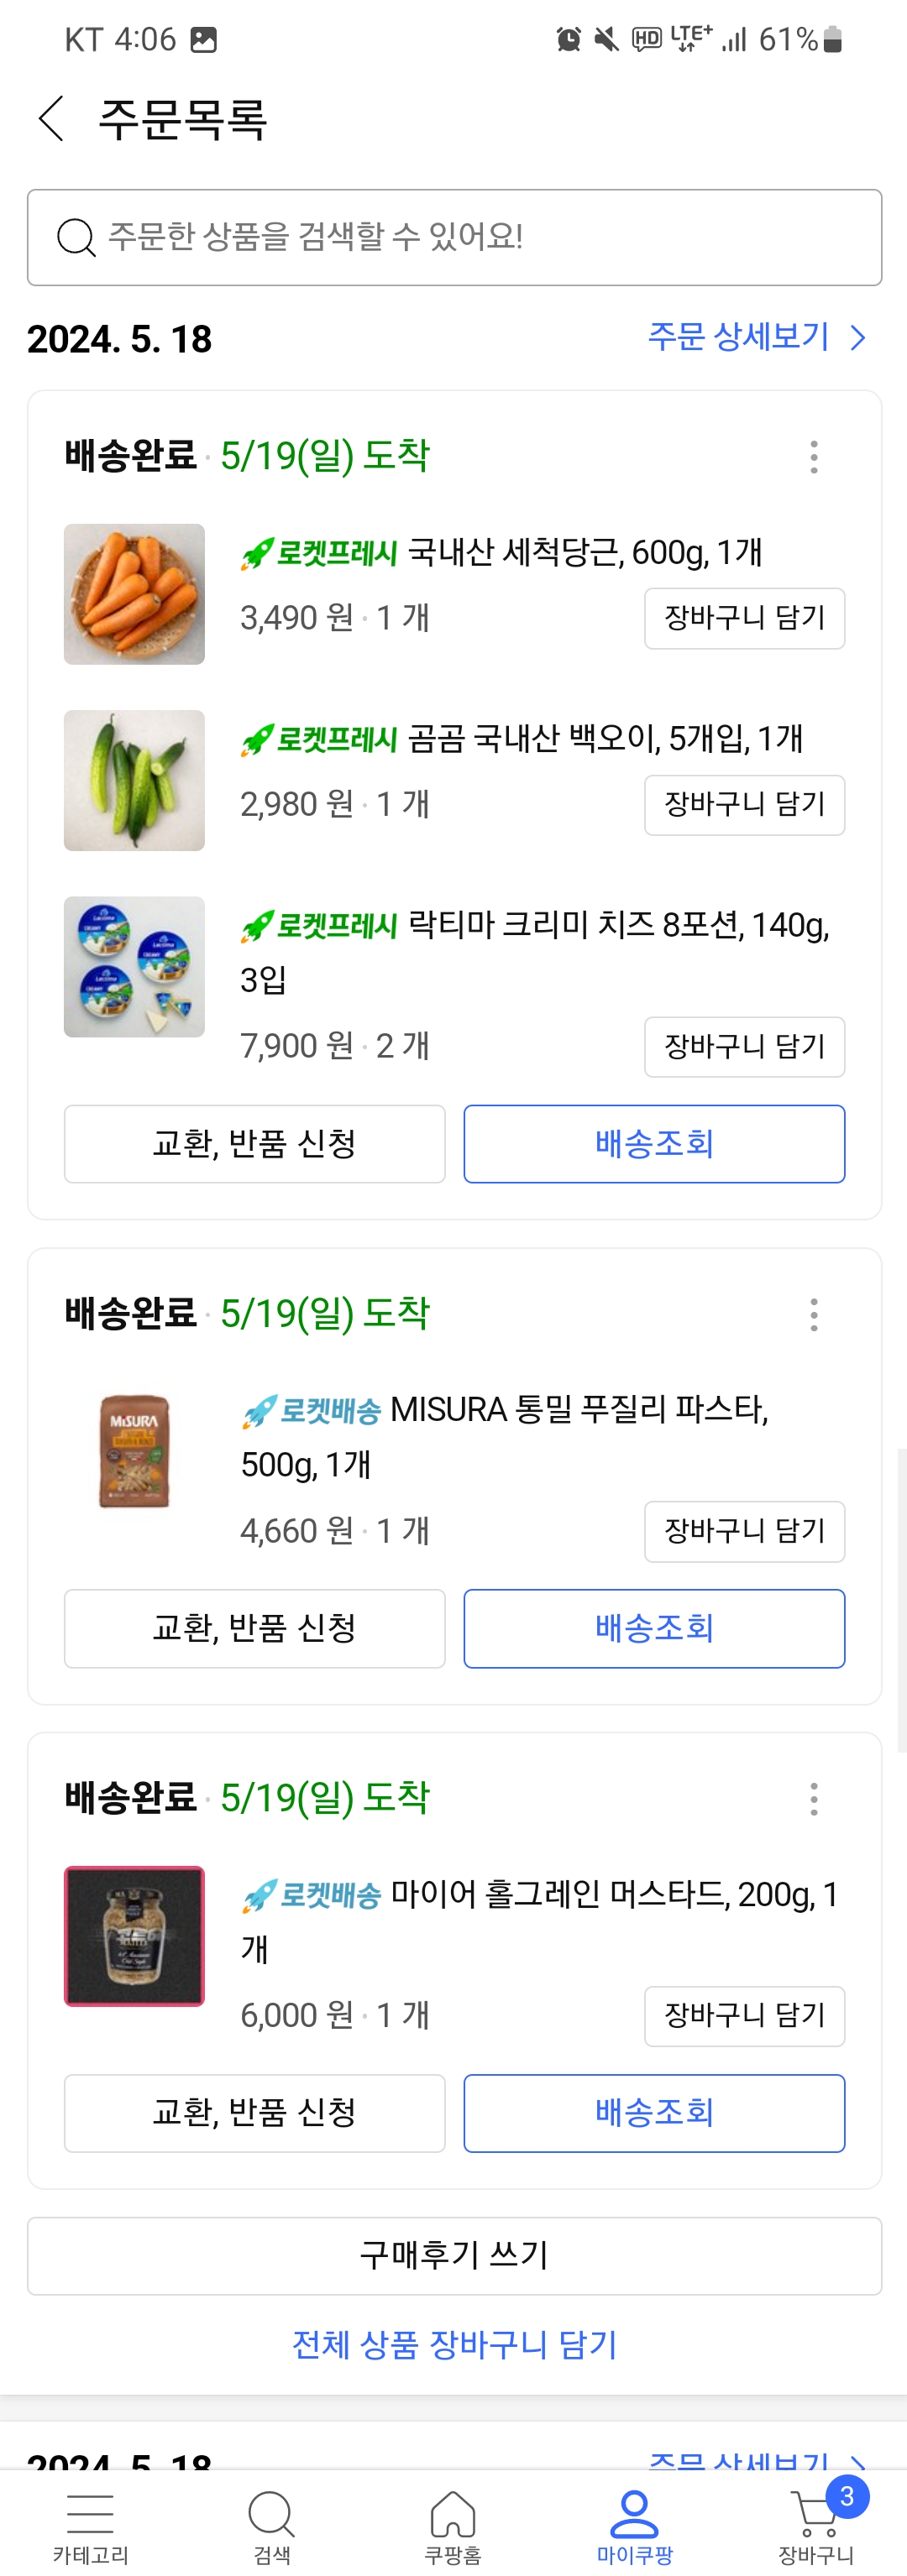 KT 4:06 HD LTE+ 61%
주문목록
주문한 상품을 검색할 수 있어요!
2024. 5. 18 주문 상세보기
배송완료 · 5/19(일) 도착
로켓프레시 국내산 세척당근, 600g, 1개
3,490 원 · 1 개 장바구니 담기
로켓프레시 곰곰 국내산 백오이, 5개입, 1개
2,980 원 · 1 개 장바구니 담기
로켓프레시 락티마 크리미 치즈 8포션, 140g,
3입
7,900 원 · 2 개 장바구니 담기
교환, 반품 신청 배송조회
배송완료 · 5/19(일) 도착
MISURA
로켓배송 MISURA 통밀 푸질리 파스타,
500g, 1개
4,660 원 · 1 개 장바구니 담기
교환, 반품 신청 배송조회
배송완료 · 5/19(일) 도착
로켓배송 마이어 홀그레인 머스타드, 200g, 1
개
6,000 원 · 1 개 장바구니 담기
교환, 반품 신청 배송조회
구매후기 쓰기
전체 상품 장바구니 담기
2024. 5. 18 주문 상세보기
3
카테고리 검색 쿠팡홈 마이쿠팡 장바구니